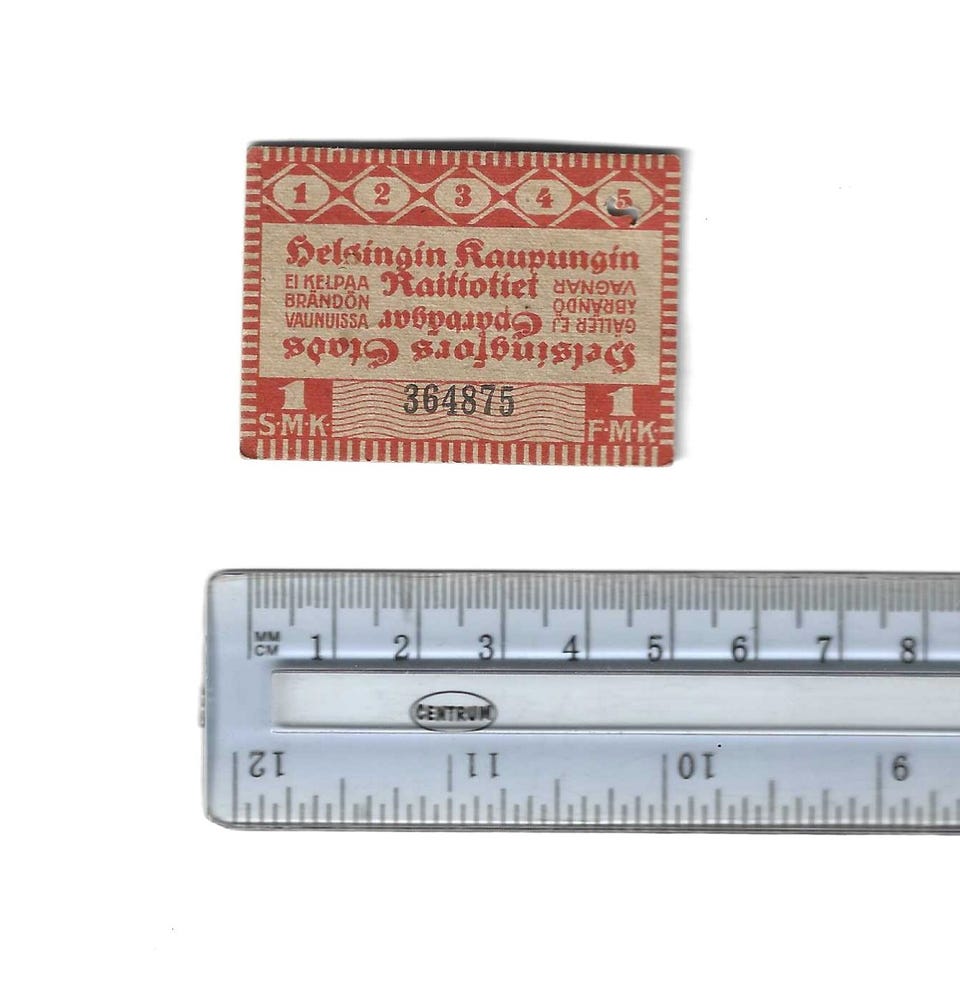 1 2 3 4 5
Helsingin Kaupungin
Raitiotiet
EI KELPAA
BRÄNDÖN
VAUNUISSA
Helsingfors Stads
Sparvägar
GÄLLER EJ
Å BRÄNDÖ
VAGNAR
1 364875 1
S·M·K· F·M·K·
MM
CM 1 2 3 4 5 6 7 8
CENTRUM
12 11 10 9